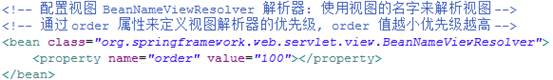 <!-- 配置视图 BeanNameViewResolver 解析器: 使用视图的名字来解析视图 -->
<!-- 通过 order 属性来定义视图解析器的优先级, order 值越小优先级越高 -->
<bean class="org.springframework.web.servlet.view.BeanNameViewResolver">
<property name="order" value="100"></property>
</bean>